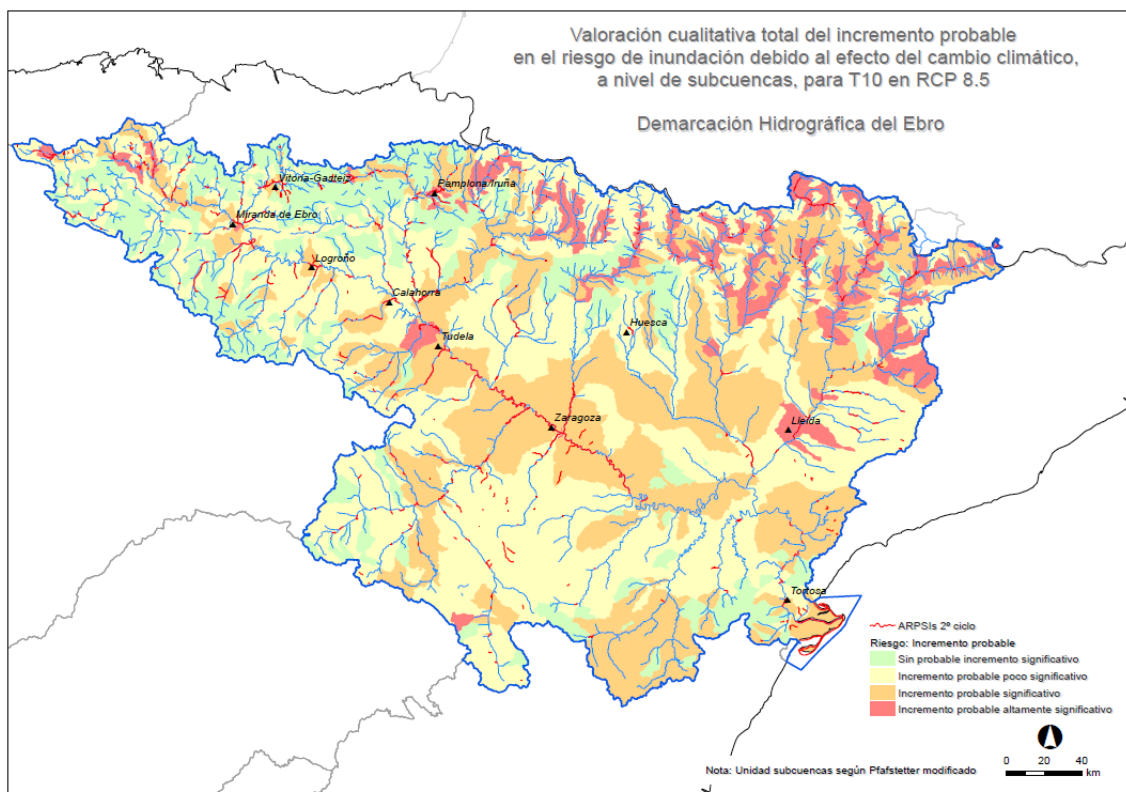 Valoración cualitativa total del incremento probable
en el riesgo de inundación debido al efecto del cambio climático,
a nivel de subcuencas, para T10 en RCP 8.5
Demarcación Hidrográfica del Ebro
Vitoria-Gasteiz
Pamplona/Iruña
Miranda de Ebro
Logroño
Calahorra
Huesca
Tudela
Zaragoza
Lleida
Tortosa
ARPSIs 2º ciclo
Riesgo: Incremento probable
Sin probable incremento significativo
Incremento probable poco significativo
Incremento probable significativo
Incremento probable altamente significativo
Nota: Unidad subcuencas según Pfafstetter modificado
0 20 40
km